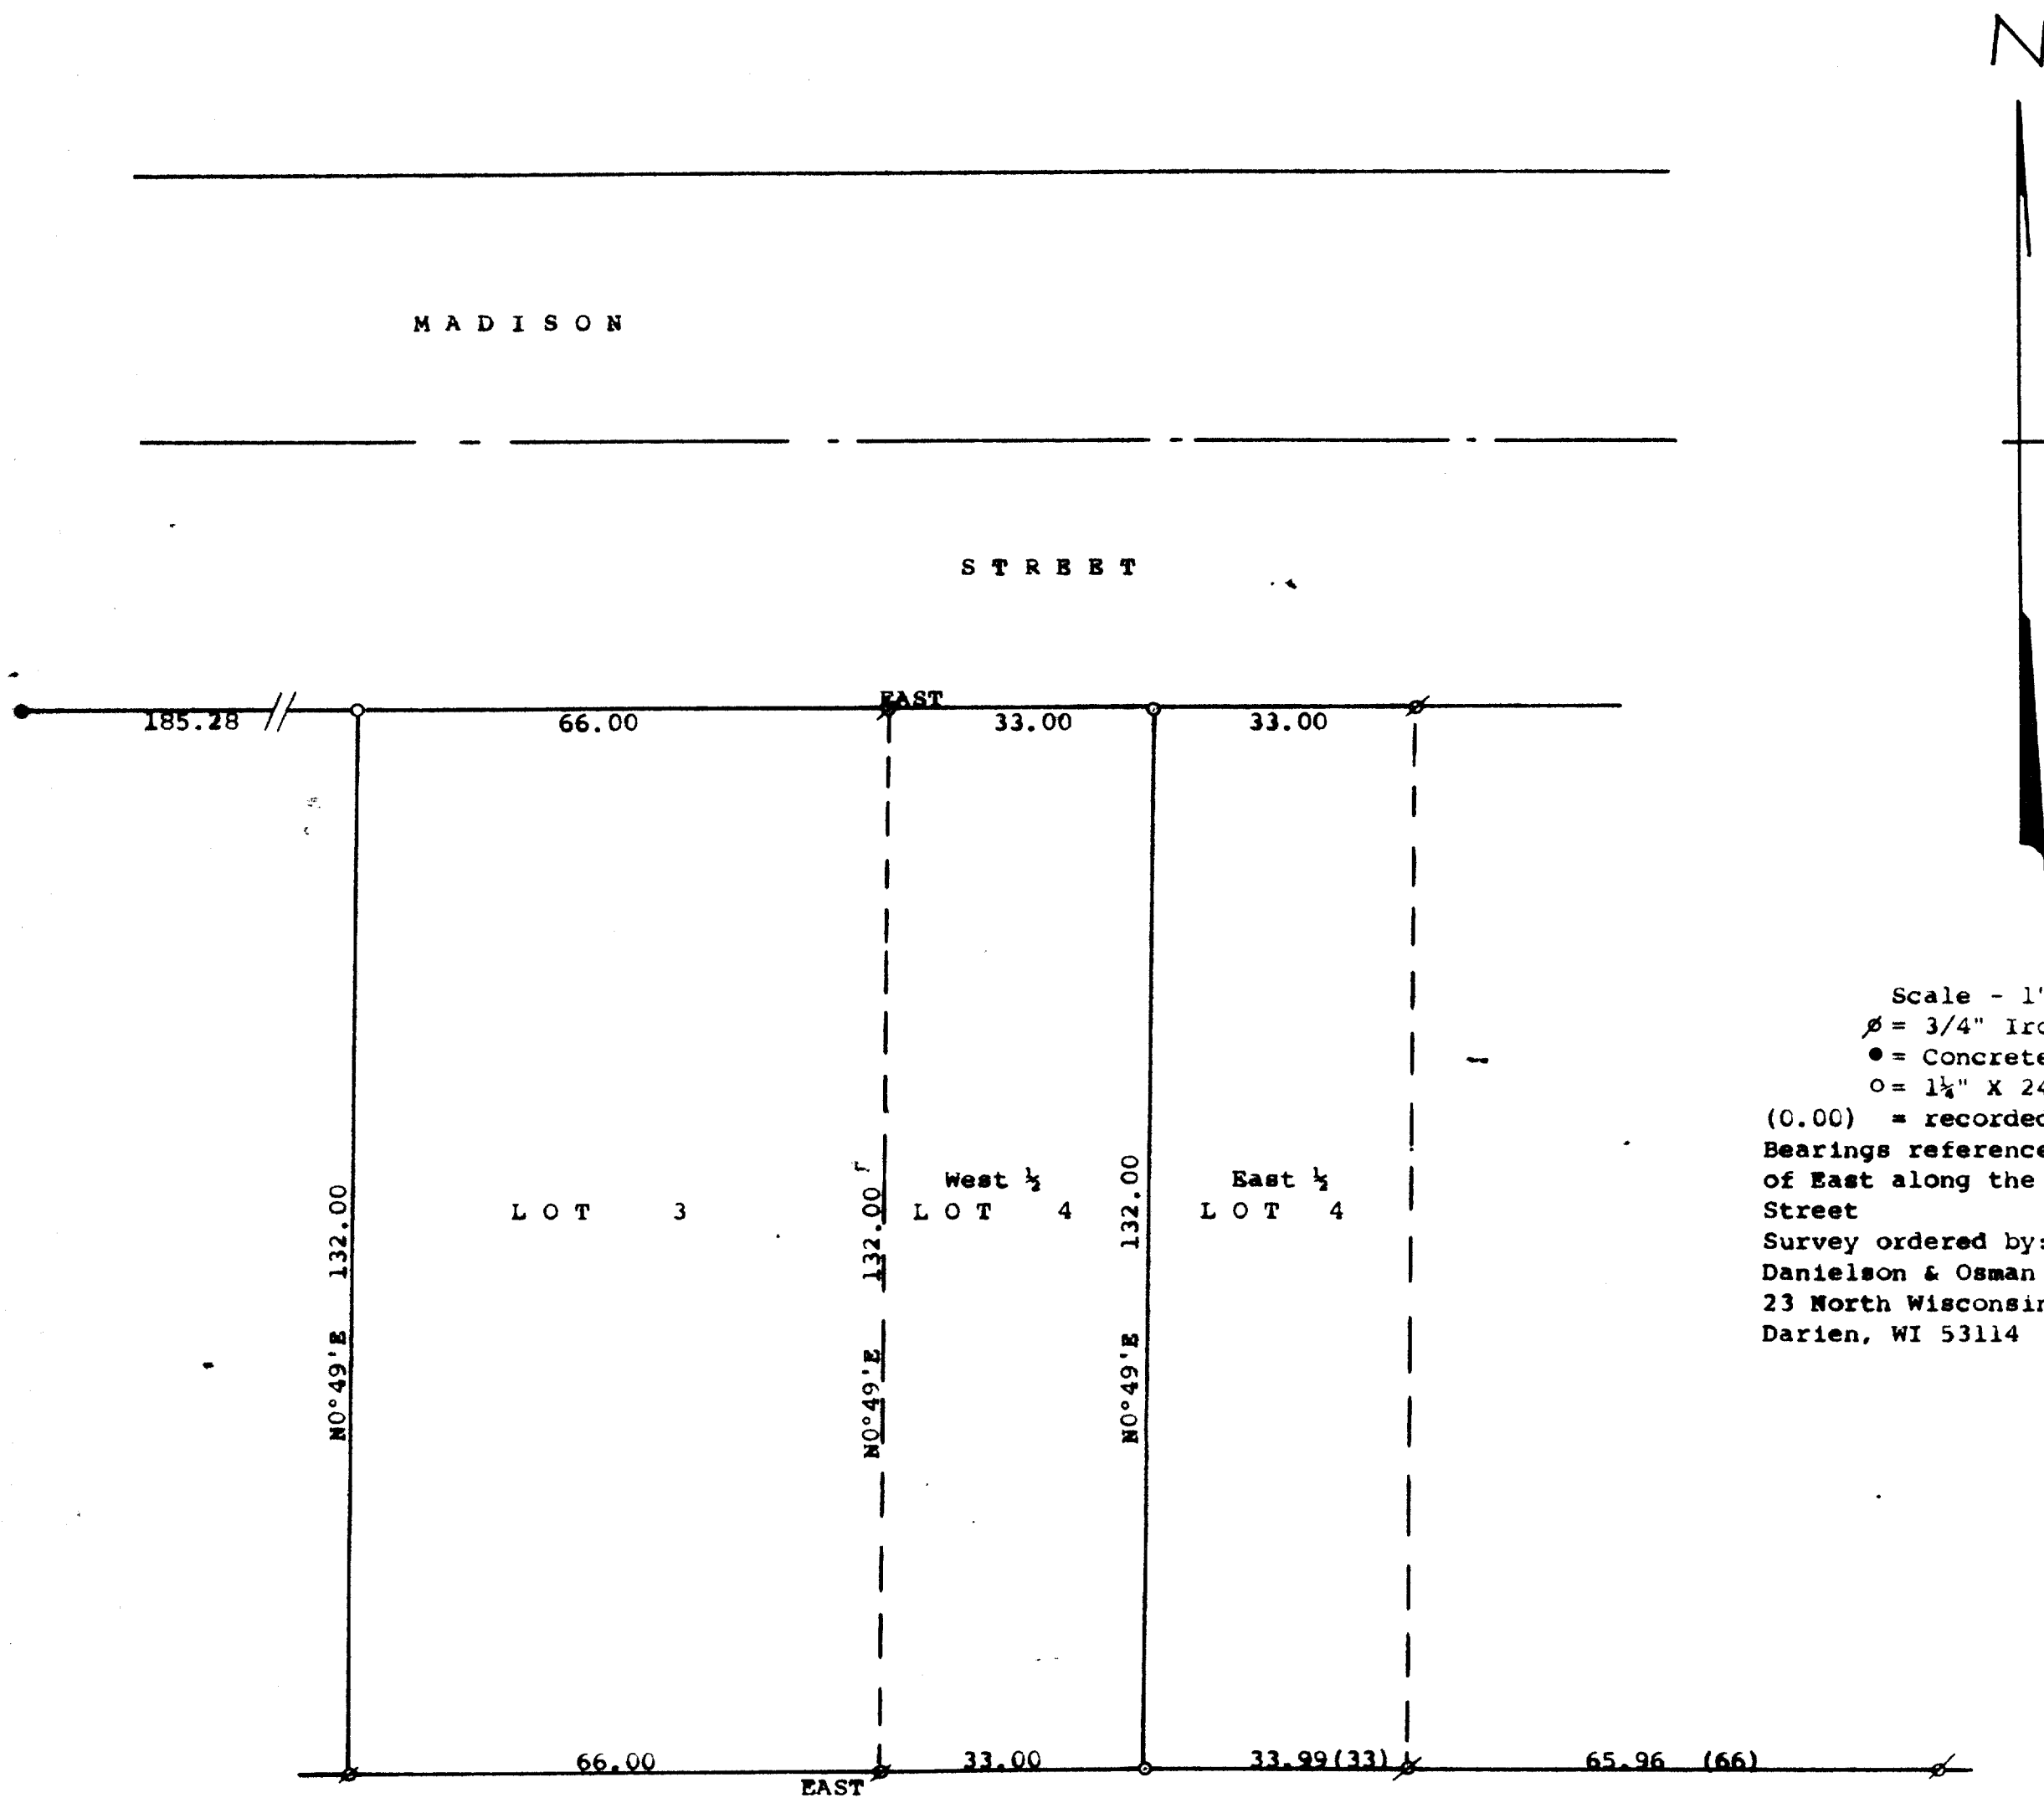 N
MADISON
STREET
EAST
185.28 66.00 33.00 33.00
Scale - 1"
ø = 3/4" Iro
● = Concrete
O = 1¼" X 24
(0.00) = recorded
Bearings reference
of East along the
Street
Survey ordered by:
Danielson & Osman
23 North Wisconsin
Darien, WI 53114
N0°49'E 132.00
LOT 3
N0°49'E 132.00
West ½
LOT 4
N0°49'E 132.00
East ½
LOT 4
66.00 33.00 33.99(33) 65.96 (66)
EAST